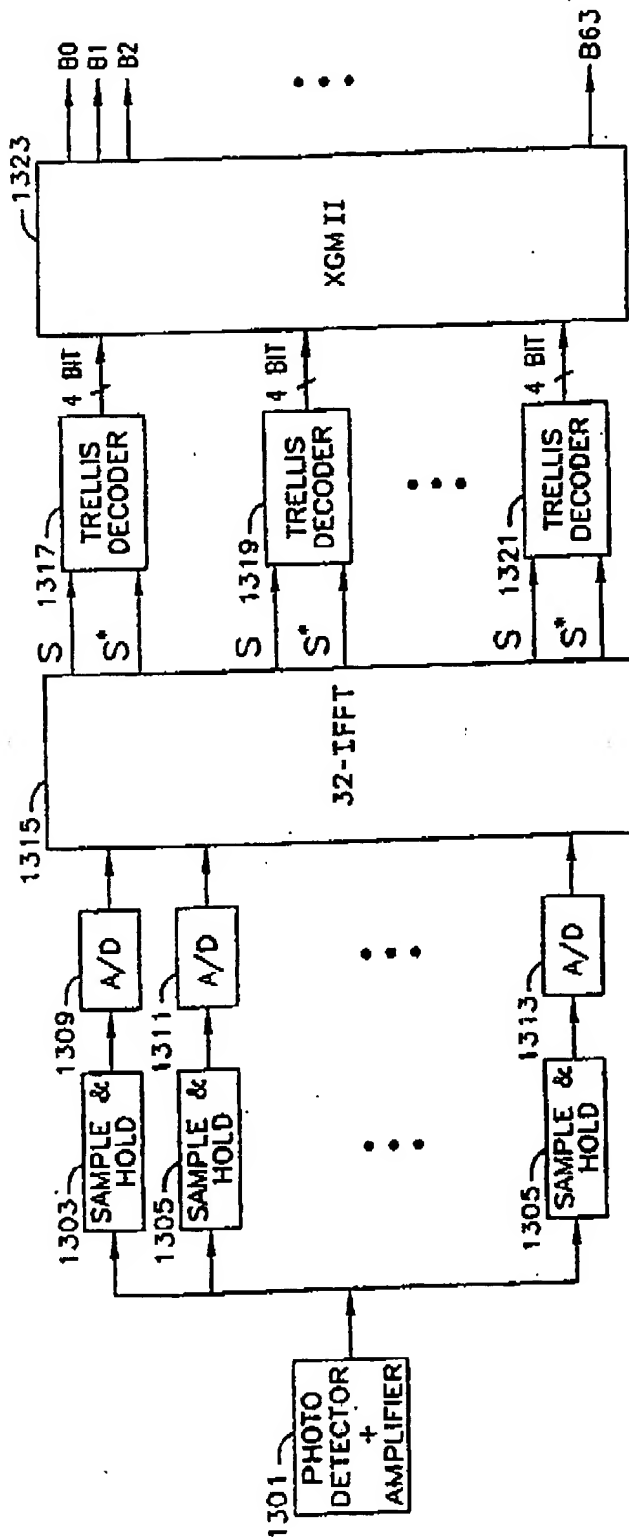 1301
PHOTO
DETECTOR
+
AMPLIFIER
1303
SAMPLE &
HOLD
1305
SAMPLE &
HOLD
1305
SAMPLE &
HOLD
1309
A/D
1311
A/D
1313
A/D
1315
32-IFFT
S
S*
S
S*
S
S*
1317
TRELLIS
DECODER
1319
TRELLIS
DECODER
1321
TRELLIS
DECODER
4 BIT
4 BIT
4 BIT
1323
XGMII
B0
B1
B2
B63